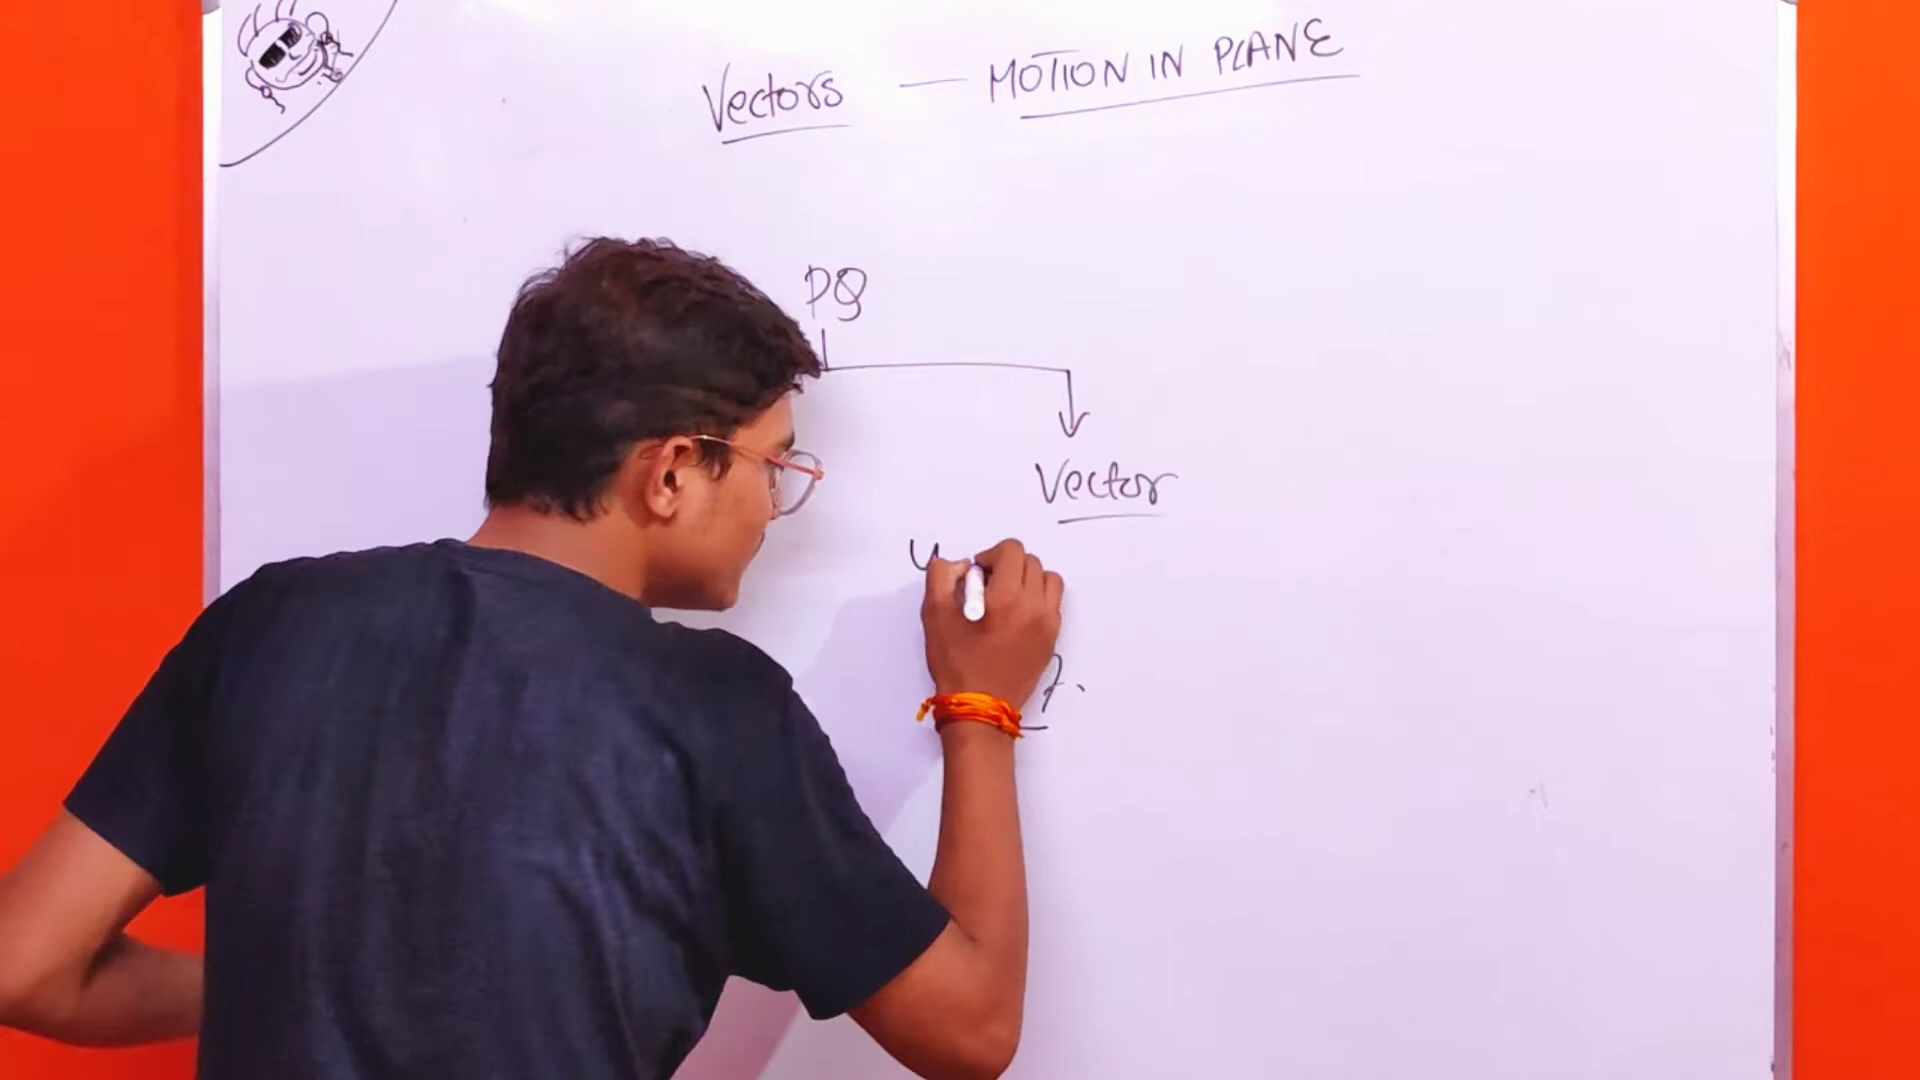 Vectors — MOTION IN PLANE
PQ
Vector